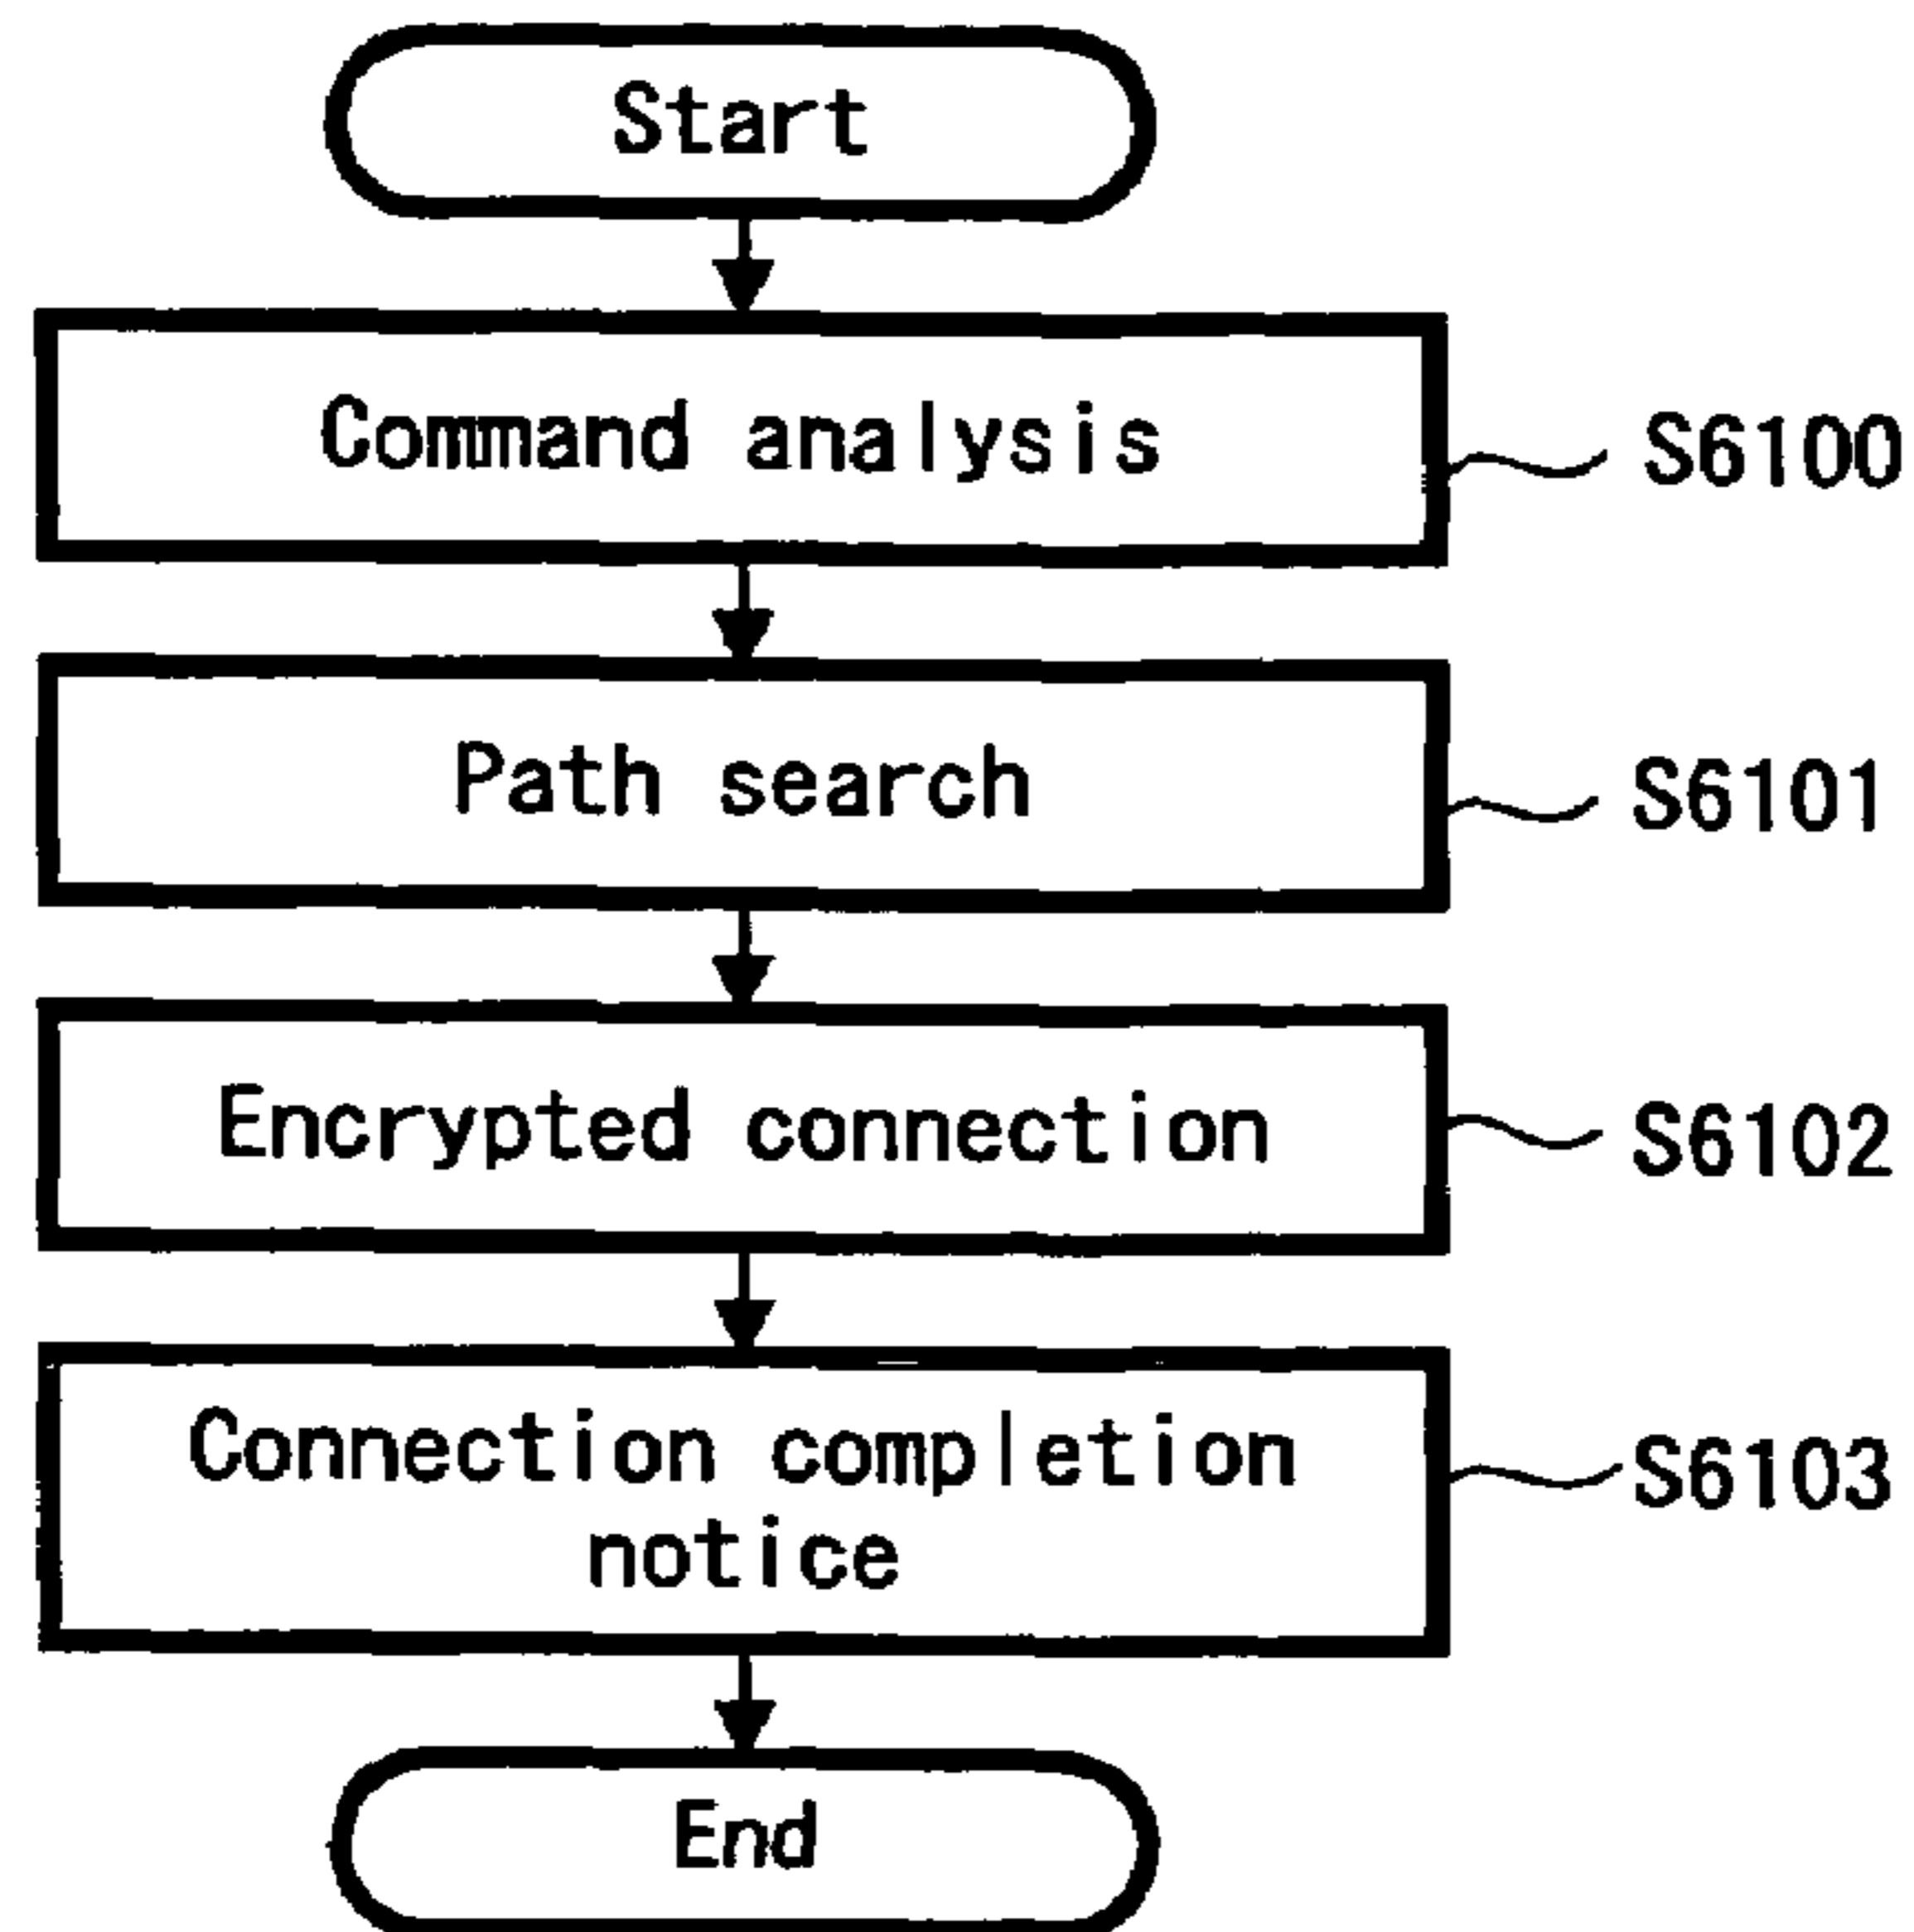 Start
Command analysis
S6100
Path search
S6101
Encrypted connection
S6102
Connection completion
notice
S6103
End